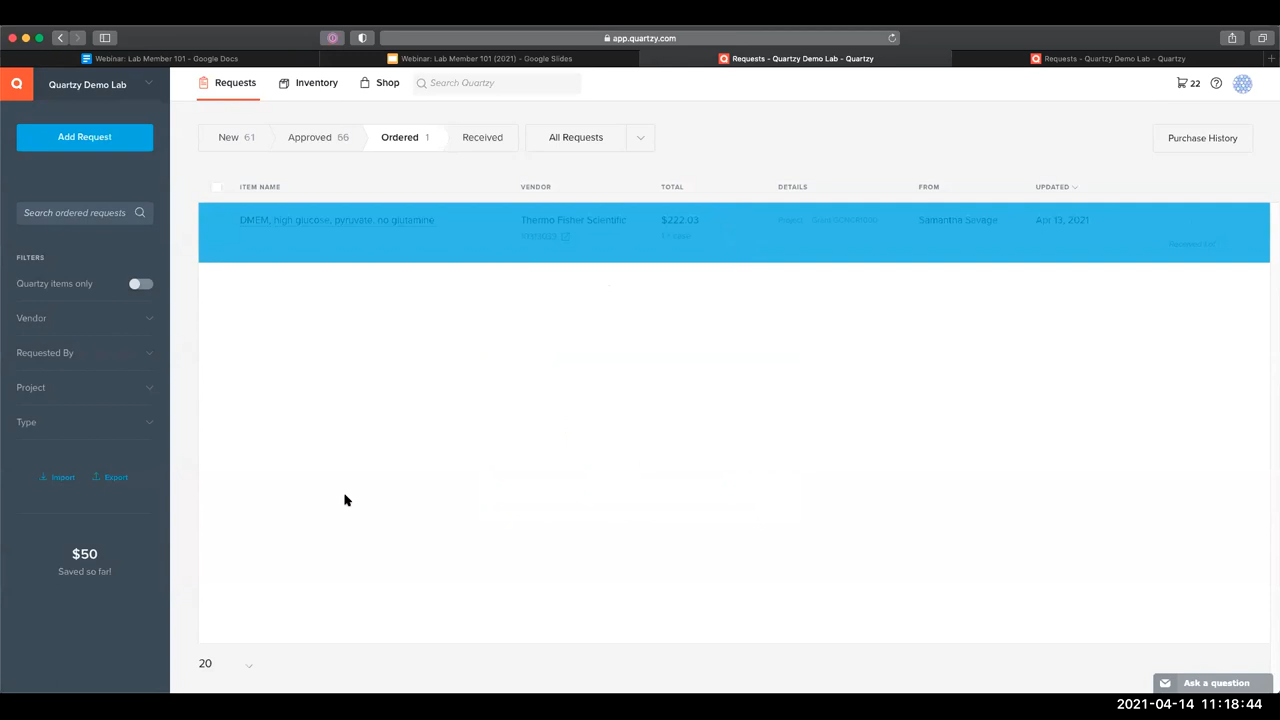 app.quartzy.com
Webinar: Lab Member 101 - Google Docs
Webinar: Lab Member 101 (2021) - Google Slides
Requests - Quartzy Demo Lab - Quartzy
Requests - Quartzy Demo Lab - Quartzy
Quartzy Demo Lab
Requests
Inventory
Shop
Search Quartzy
22
Add Request
New 61
Approved 66
Ordered 1
Received
All Requests
Purchase History
Search ordered requests
ITEM NAME
VENDOR
TOTAL
DETAILS
FROM
UPDATED
DMEM, high glucose, pyruvate, no glutamine
Thermo Fisher Scientific
$222.03
Project
Samantha Savage
Apr 13, 2021
FILTERS
Quartzy items only
Vendor
Requested By
Project
Type
Import
Export
$50
Saved so far!
20
Ask a question
2021-04-14 11:18:44